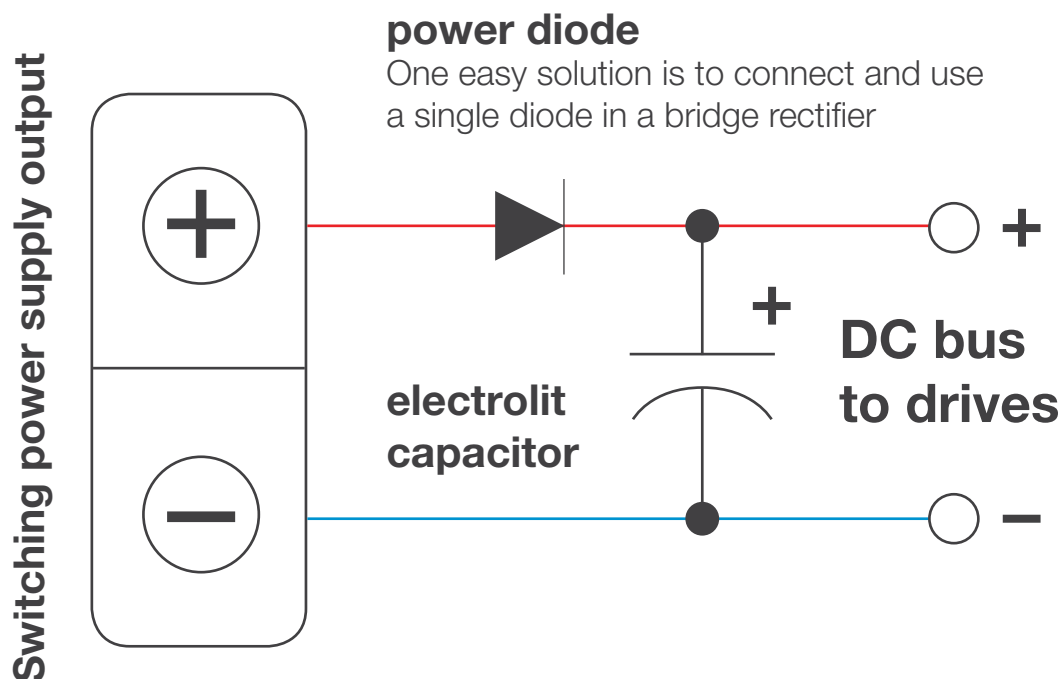 Switching power supply output
power diode
One easy solution is to connect and use
a single diode in a bridge rectifier
+
+
+
DC bus
to drives
electrolit
capacitor
−
−